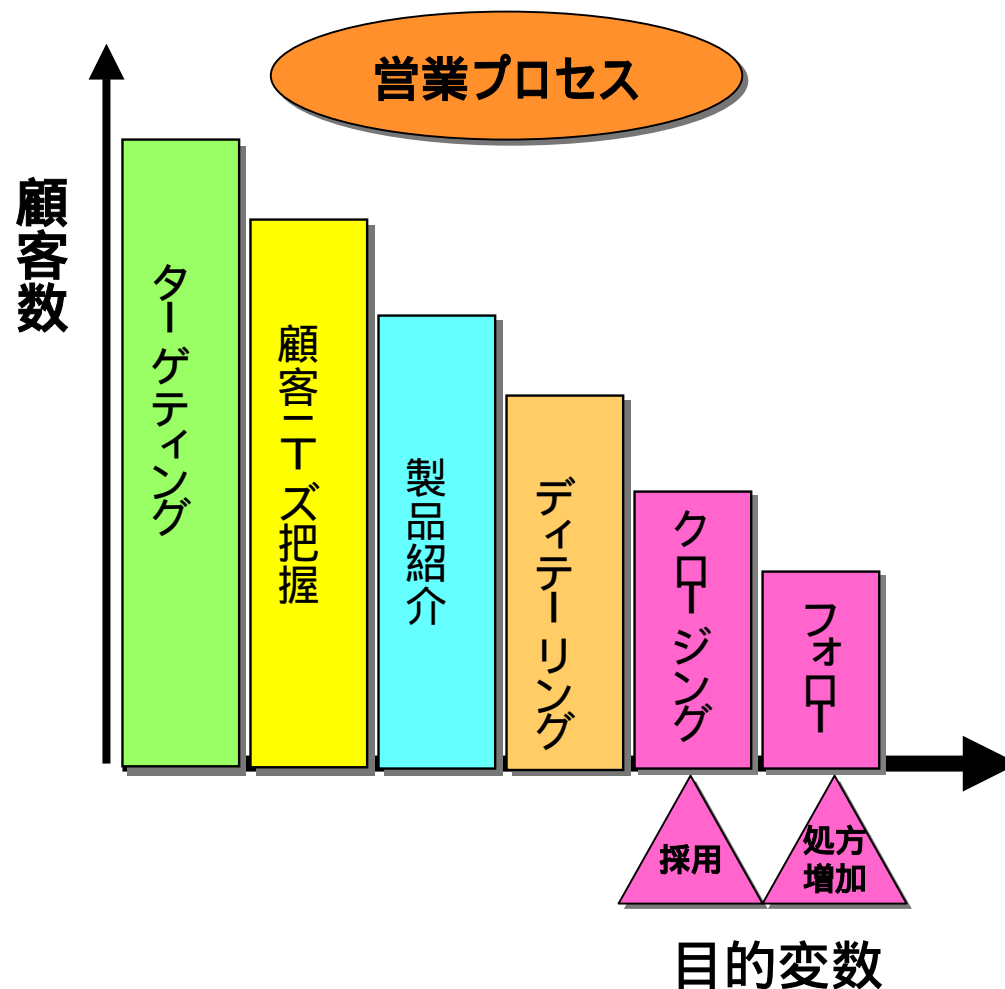 営業プロセス
顧客数
ターゲティング
顧客ニーズ把握
製品紹介
ディテーリング
クロージング
フォロー
採用
処方
増加
目的変数